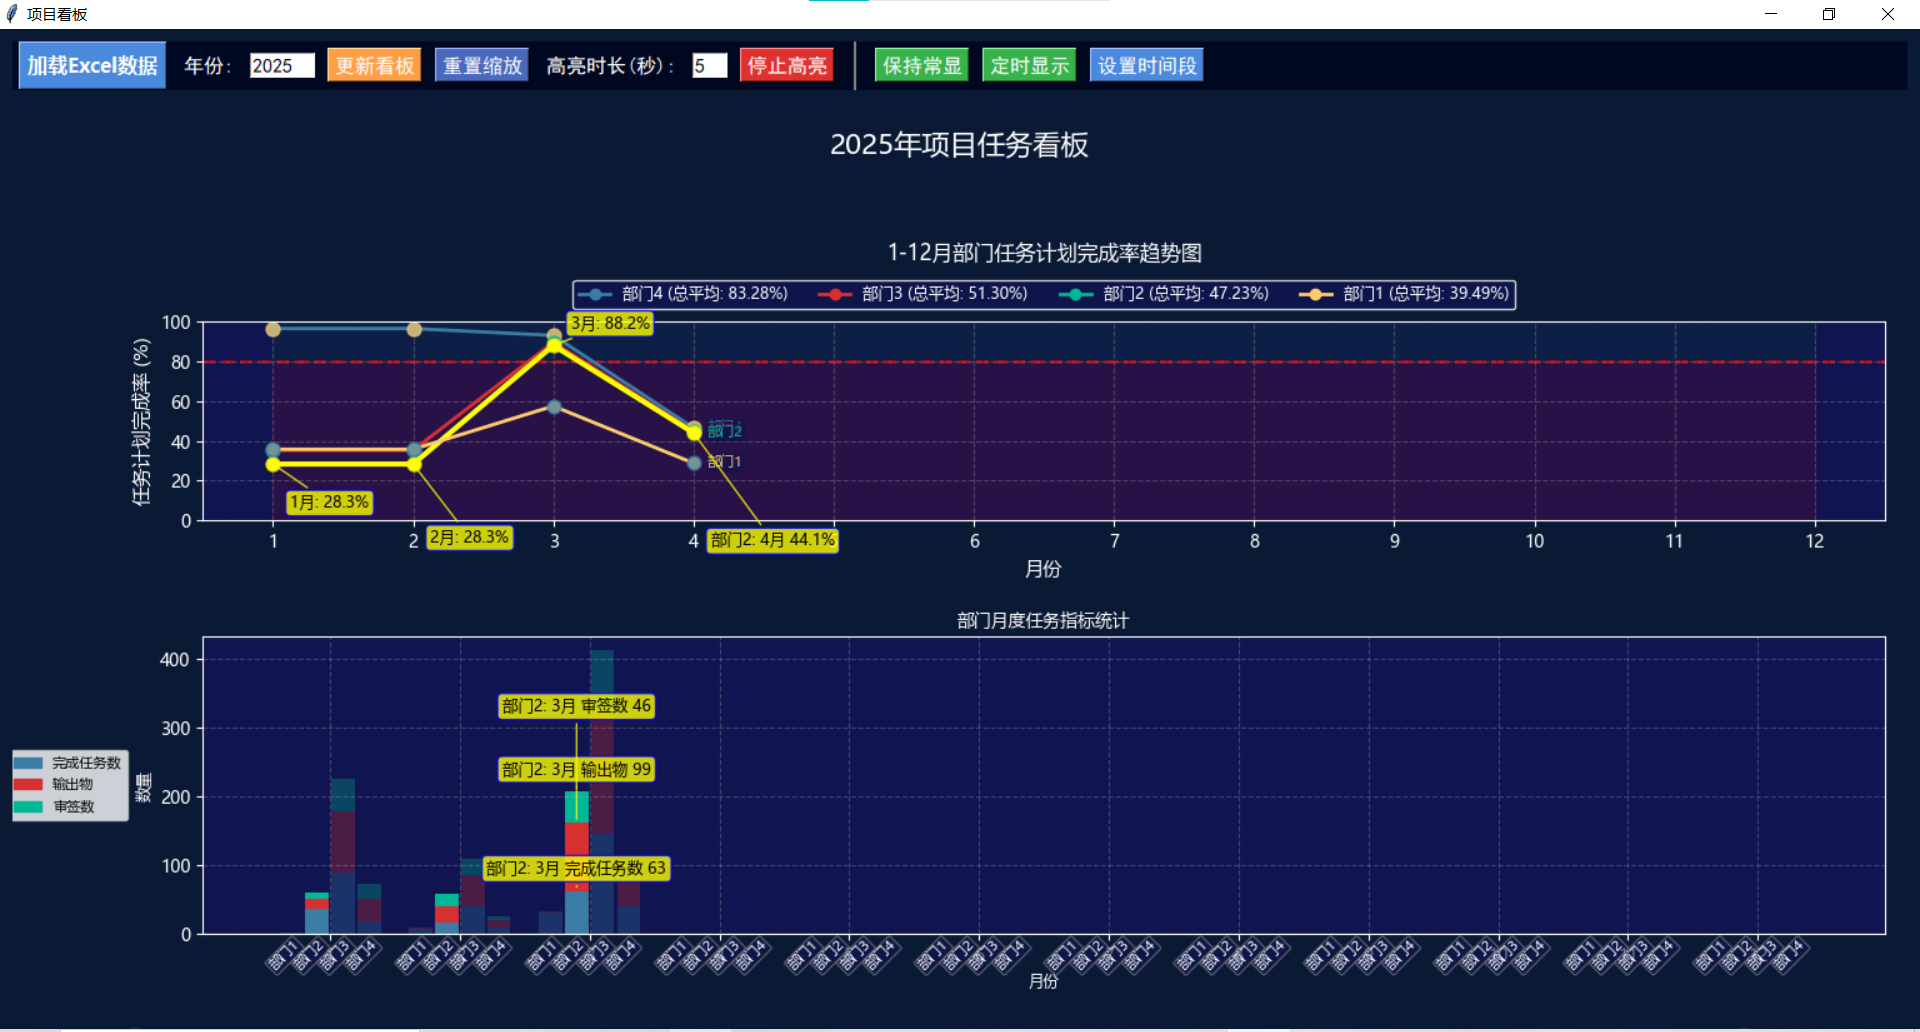 项目看板
加载Excel数据 年份: 2025 更新看板 重置缩放 高亮时长(秒): 5 停止高亮 保持常显 定时显示 设置时间段
2025年项目任务看板
1-12月部门任务计划完成率趋势图
部门4 (总平均: 83.28%) 部门3 (总平均: 51.30%) 部门2 (总平均: 47.23%) 部门1 (总平均: 39.49%)
任务计划完成率 (%)
100
80
60
40
20
0
3月: 88.2%
部门2
部门1
1月: 28.3%
2月: 28.3%
部门2: 4月 44.1%
1 2 3 4 6 7 8 9 10 11 12
月份
部门月度任务指标统计
完成任务数
输出物
审签数
数量
400
300
200
100
0
部门2: 3月 审签数 46
部门2: 3月 输出物 99
部门2: 3月 完成任务数 63
部门1 部门2 部门3 部门4 部门1 部门2 部门3 部门4 部门1 部门2 部门3 部门4 部门1 部门2 部门3 部门4 部门1 部门2 部门3 部门4 部门1 部门2 部门3 部门4 部门1 部门2 部门3 部门4 部门1 部门2 部门3 部门4 部门1 部门2 部门3 部门4 部门1 部门2 部门3 部门4 部门1 部门2 部门3 部门4 部门1 部门2 部门3 部门4
月份